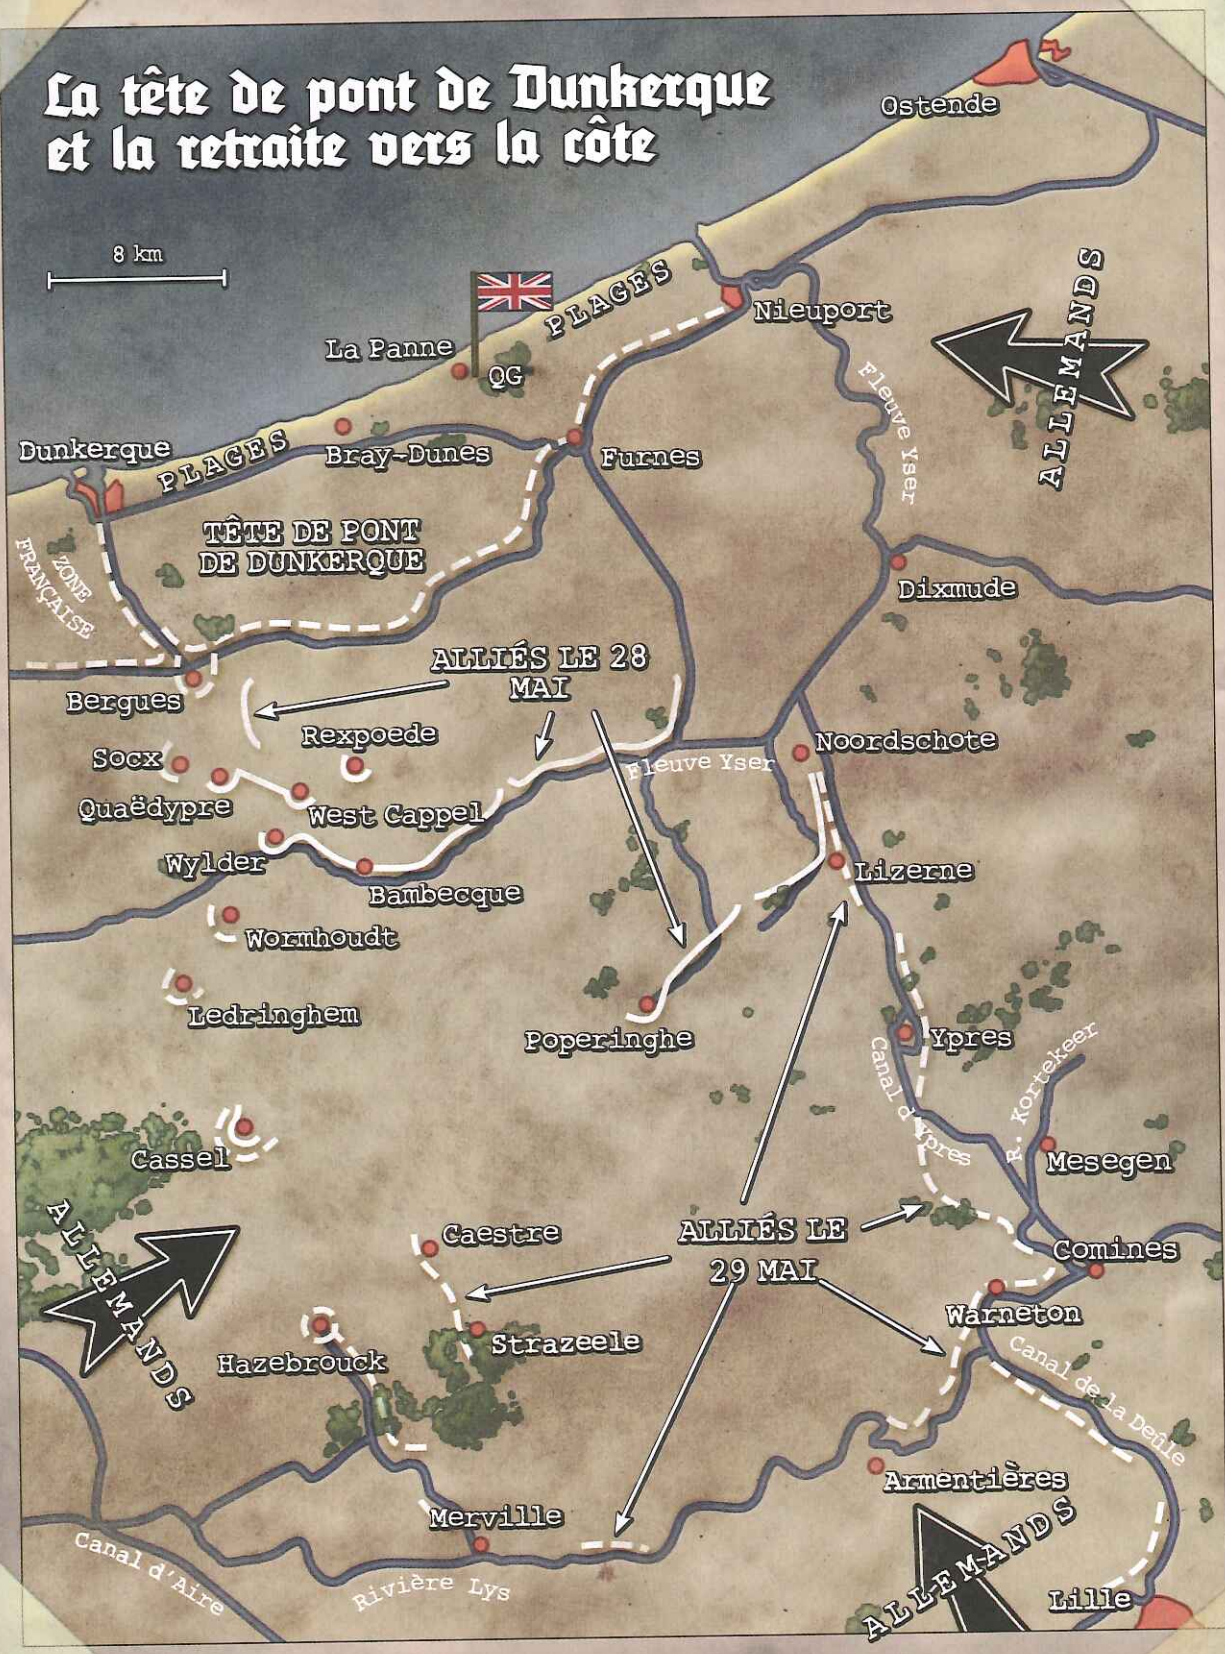 La tête de pont de Dunkerque
et la retraite vers la côte
Ostende
8 km
PLAGES
Nieuport
ALLEMANDS
La Panne
QG
Fleuve Yser
Dunkerque
PLAGES
Bray-Dunes
Furnes
TÊTE DE PONT
DE DUNKERQUE
ZONE
FRANÇAISE
Dixmude
ALLIÉS LE 28
MAI
Bergues
Rexpoede
Noordschote
Socx
Fleuve Yser
Quaëdypre
West Cappel
Wylder
Lizerne
Bambecque
Wormhoudt
Ledringhem
Poperinghe
Ypres
Canal d'Ypres
R. Kortekeer
Cassel
Mesegen
ALLEMANDS
Caestre
ALLIÉS LE
29 MAI
Comines
Warneton
Strazeele
Hazebrouck
Canal de la Deûle
Armentières
Merville
ALLEMANDS
Canal d'Aire
Rivière Lys
Lille